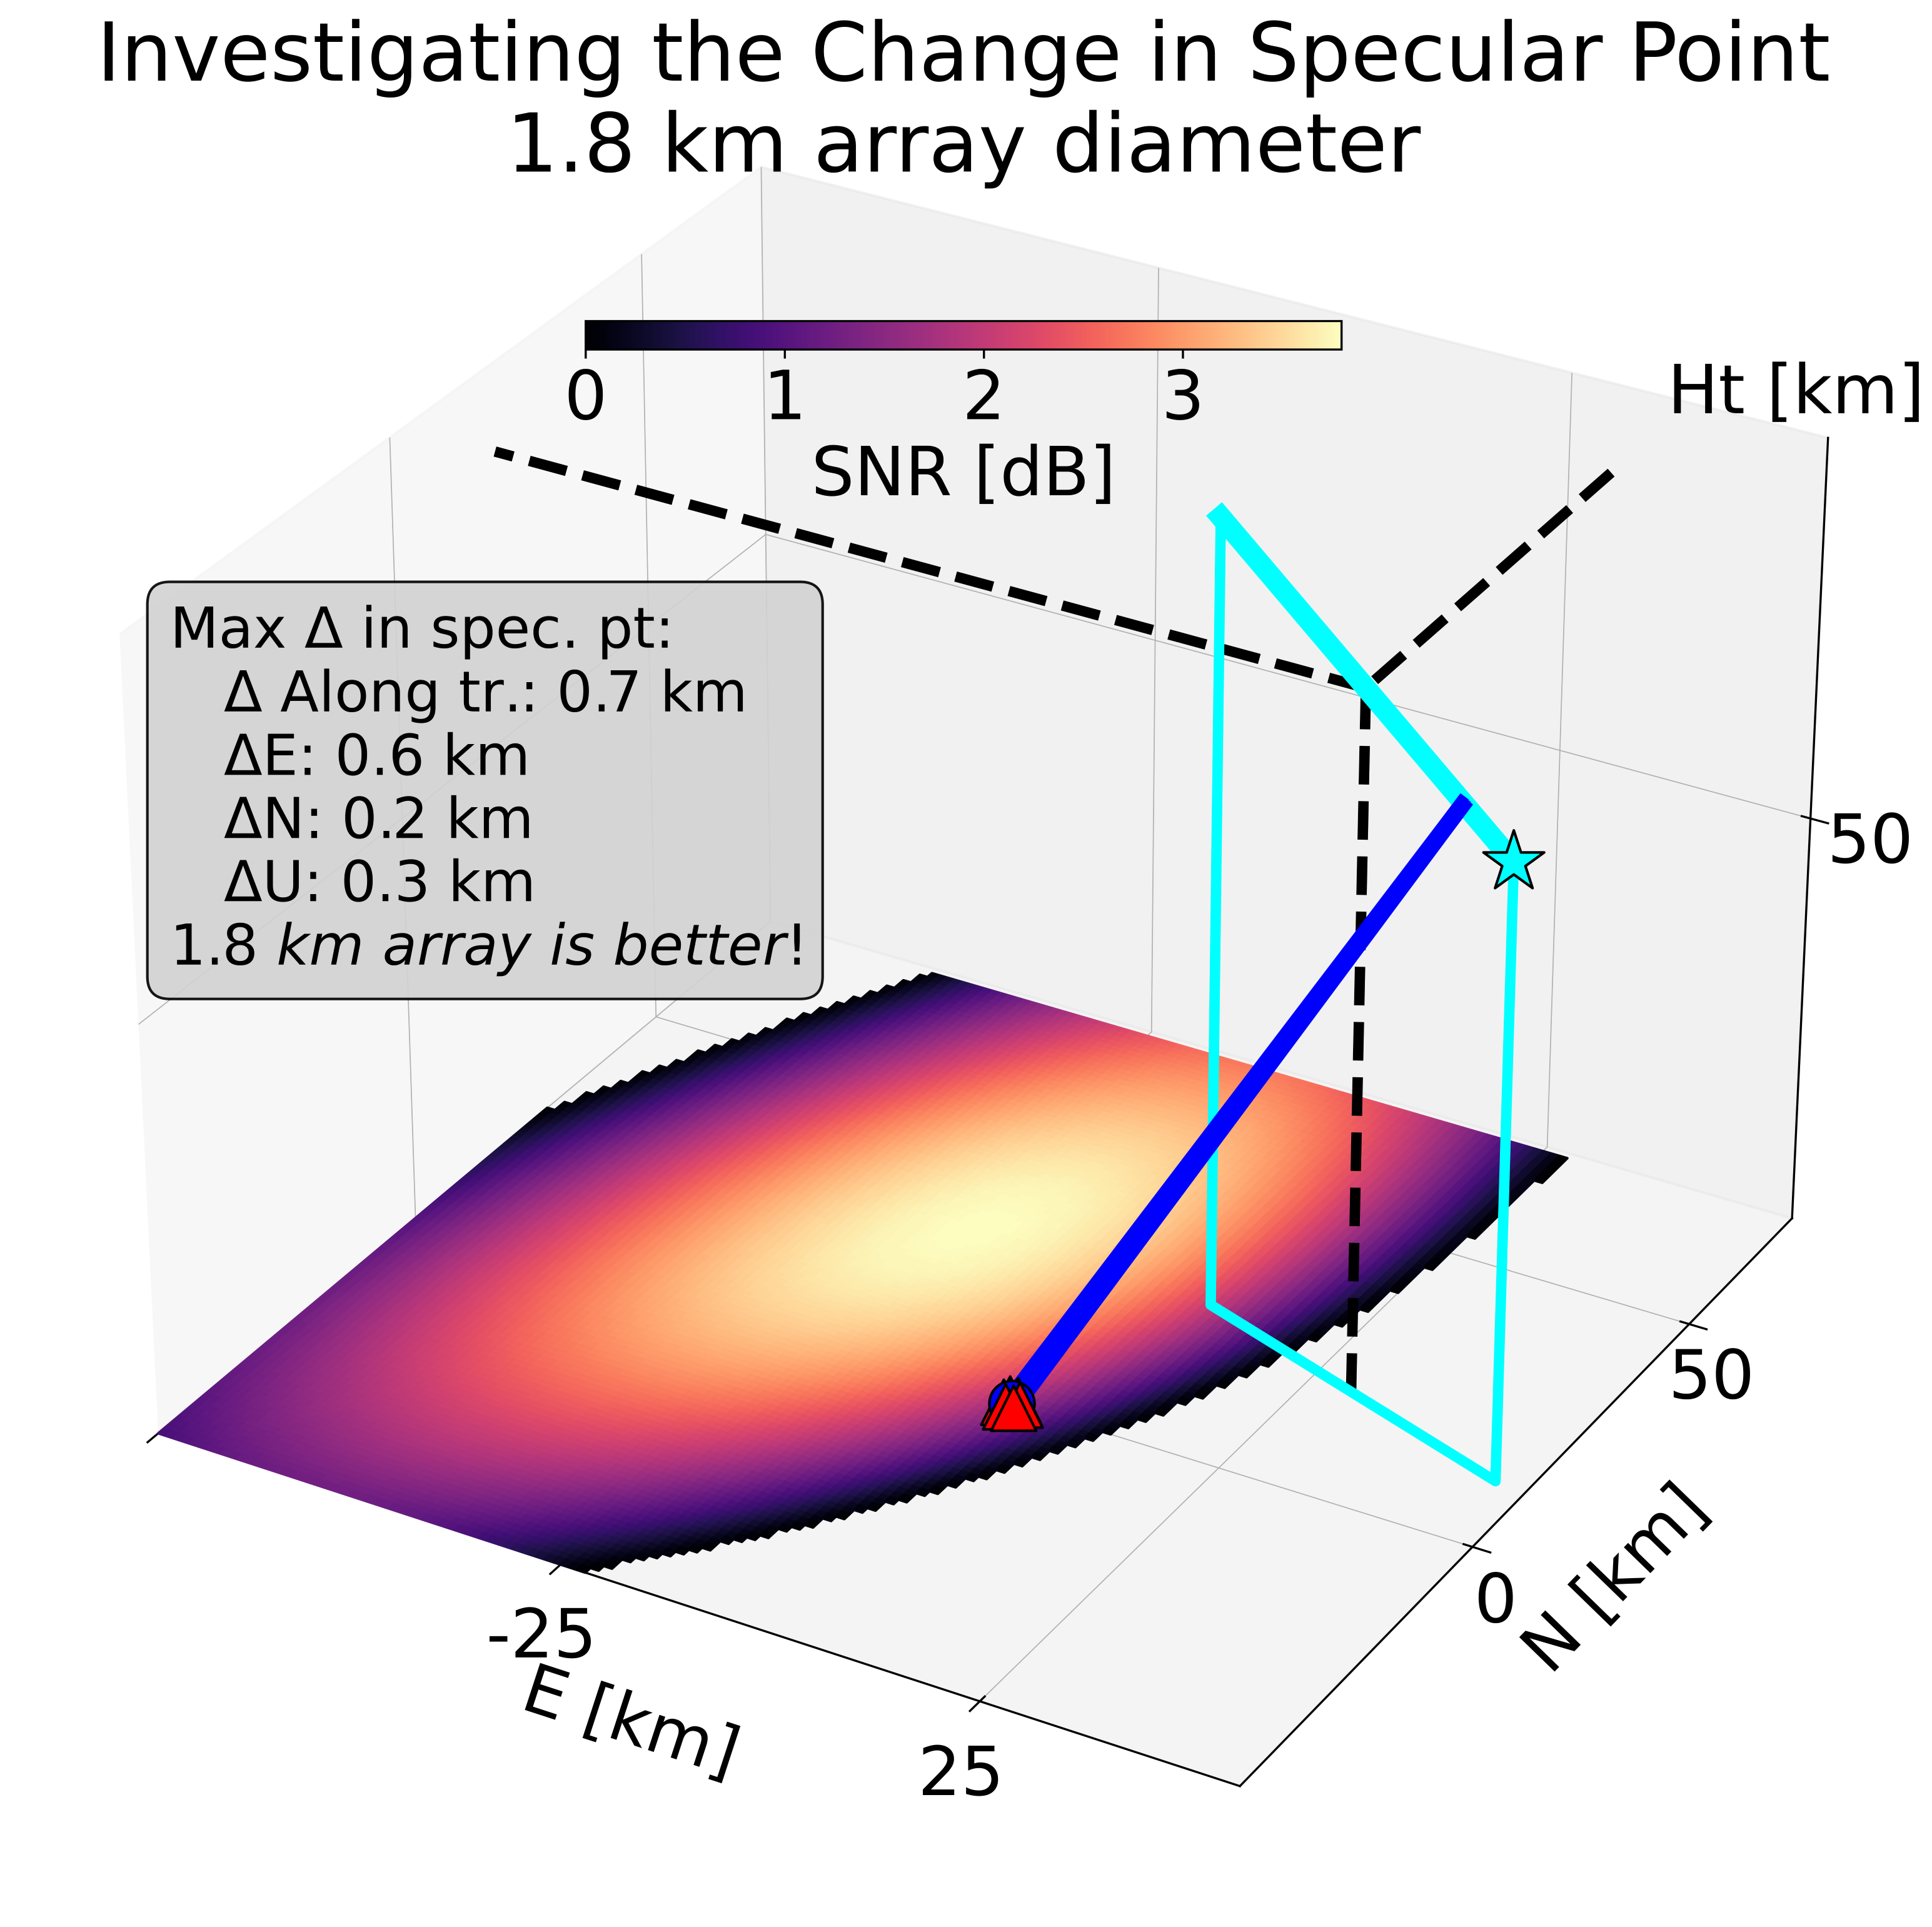 Investigating the Change in Specular Point
1.8 km array diameter
0 1 2 3
SNR [dB]
Ht [km]
Max Δ in spec. pt:
Δ Along tr.: 0.7 km
ΔE: 0.6 km
ΔN: 0.2 km
ΔU: 0.3 km
1.8 km array is better!
50
50
0
N [km]
-25
E [km]
25